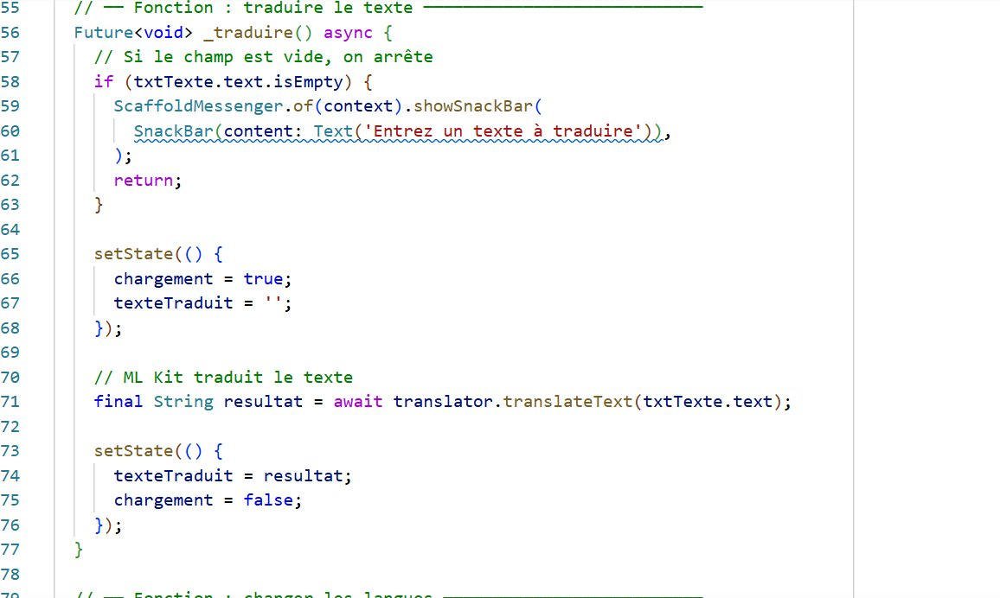 55 // ── Fonction : traduire le texte ────────────────────────────
56 Future<void> _traduire() async {
57 // Si le champ est vide, on arrête
58 if (txtTexte.text.isEmpty) {
59 ScaffoldMessenger.of(context).showSnackBar(
60 SnackBar(content: Text('Entrez un texte à traduire')),
61 );
62 return;
63 }
64
65 setState(() {
66 chargement = true;
67 texteTraduit = '';
68 });
69
70 // ML Kit traduit le texte
71 final String resultat = await translator.translateText(txtTexte.text);
72
73 setState(() {
74 texteTraduit = resultat;
75 chargement = false;
76 });
77 }
78
79 // ── Fonction : changer les langues ──────────────────────────